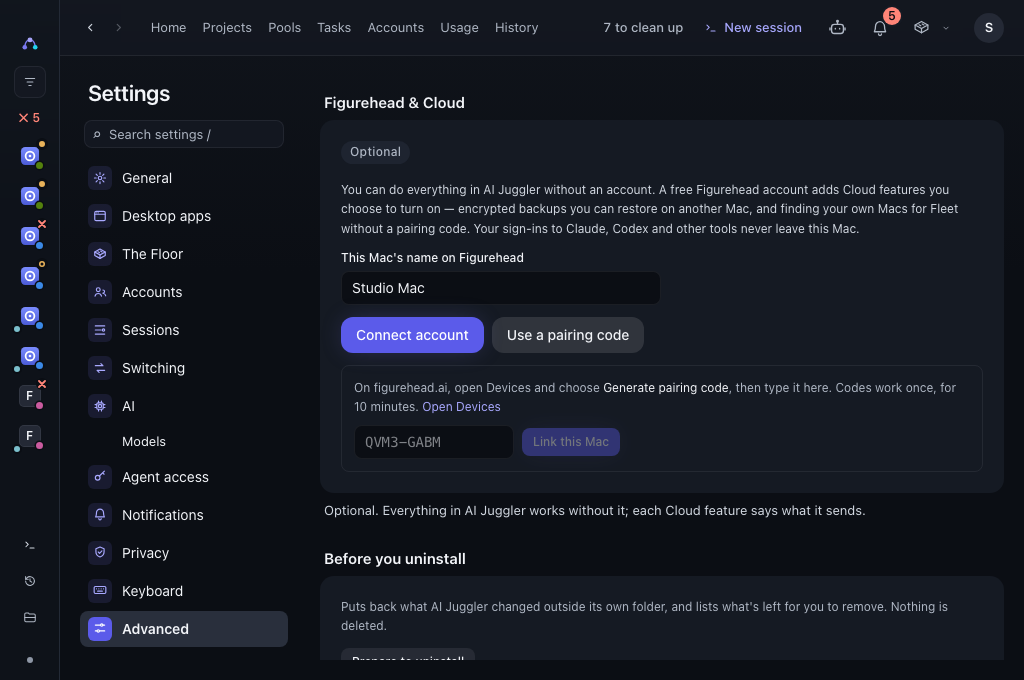 Home Projects Pools Tasks Accounts Usage History 7 to clean up New session 5 S
5
F
F
Settings
Search settings /
General
Desktop apps
The Floor
Accounts
Sessions
Switching
AI
Models
Agent access
Notifications
Privacy
Keyboard
Advanced
Figurehead & Cloud
Optional
You can do everything in AI Juggler without an account. A free Figurehead account adds Cloud features you
choose to turn on — encrypted backups you can restore on another Mac, and finding your own Macs for Fleet
without a pairing code. Your sign-ins to Claude, Codex and other tools never leave this Mac.
This Mac's name on Figurehead
Studio Mac
Connect account Use a pairing code
On figurehead.ai, open Devices and choose Generate pairing code, then type it here. Codes work once, for
10 minutes. Open Devices
QVM3-GABM Link this Mac
Optional. Everything in AI Juggler works without it; each Cloud feature says what it sends.
Before you uninstall
Puts back what AI Juggler changed outside its own folder, and lists what's left for you to remove. Nothing is
deleted.
Prepare to uninstall